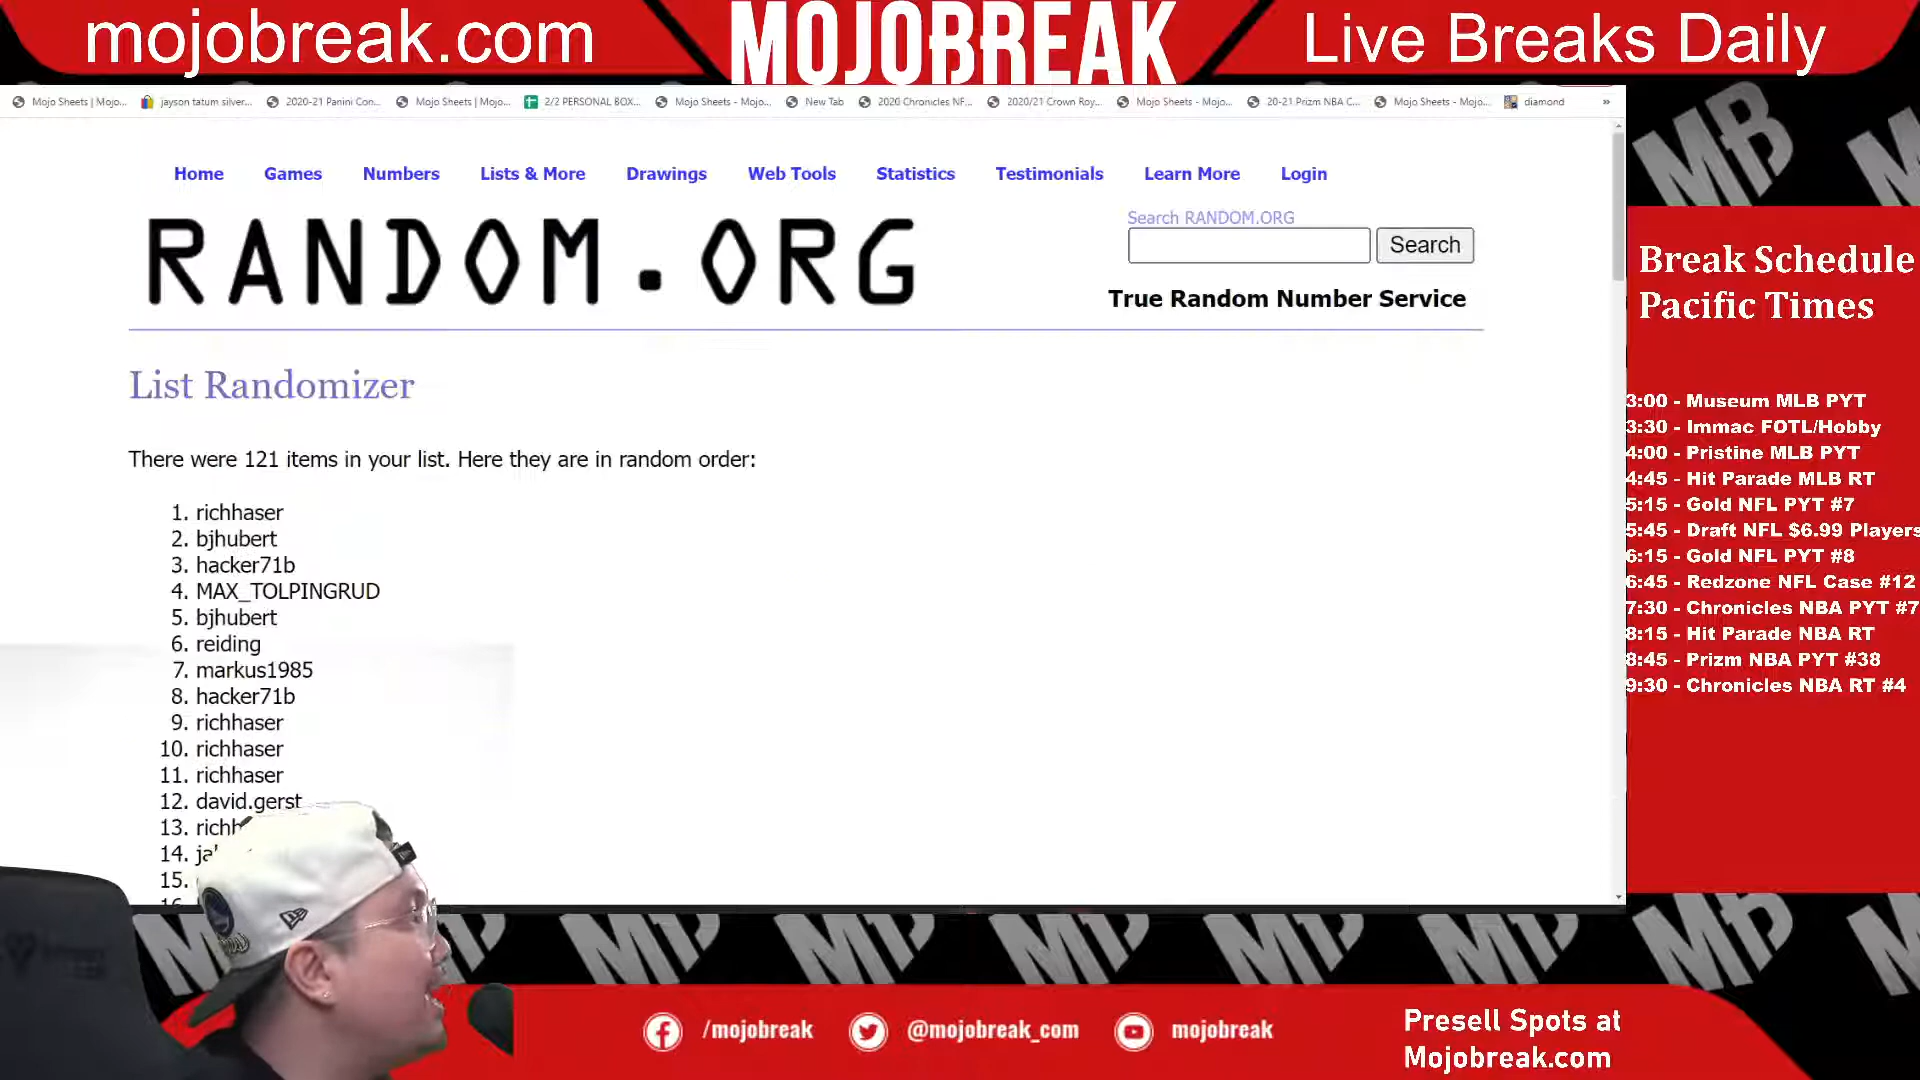 mojobreak.com
MOJOBREAK
Live Breaks Daily
Mojo Sheets | Mojo...
jayson tatum silver...
2020-21 Panini Con...
Mojo Sheets | Mojo...
2/2 PERSONAL BOX...
Mojo Sheets - Mojo...
New Tab
2020 Chronicles NF...
2020/21 Crown Roy...
Mojo Sheets - Mojo...
20-21 Prizm NBA C...
Mojo Sheets - Mojo...
diamond
»
Home Games Numbers Lists & More Drawings Web Tools Statistics Testimonials Learn More Login
RANDOM.ORG
Search RANDOM.ORG
Search
True Random Number Service
List Randomizer
There were 121 items in your list. Here they are in random order:
1. richhaser
2. bjhubert
3. hacker71b
4. MAX_TOLPINGRUD
5. bjhubert
6. reiding
7. markus1985
8. hacker71b
9. richhaser
10. richhaser
11. richhaser
12. david.gerst
13. rich
14. ja
15.
16.
Break Schedule
Pacific Times
3:00 - Museum MLB PYT
3:30 - Immac FOTL/Hobby
4:00 - Pristine MLB PYT
4:45 - Hit Parade MLB RT
5:15 - Gold NFL PYT #7
5:45 - Draft NFL $6.99 Players
6:15 - Gold NFL PYT #8
6:45 - Redzone NFL Case #12
7:30 - Chronicles NBA PYT #7
8:15 - Hit Parade NBA RT
8:45 - Prizm NBA PYT #38
9:30 - Chronicles NBA RT #4
/mojobreak
@mojobreak_com
mojobreak
Presell Spots at
Mojobreak.com